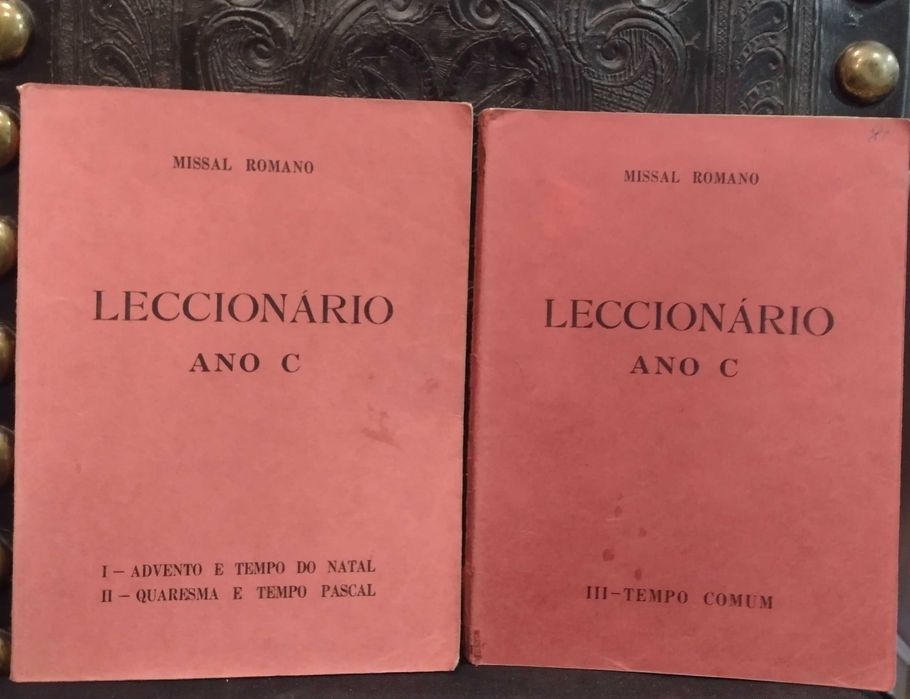 MISSAL ROMANO
LECCIONÁRIO
ANO C
I – ADVENTO E TEMPO DO NATAL
II – QUARESMA E TEMPO PASCAL
MISSAL ROMANO
LECCIONÁRIO
ANO C
III – TEMPO COMUM